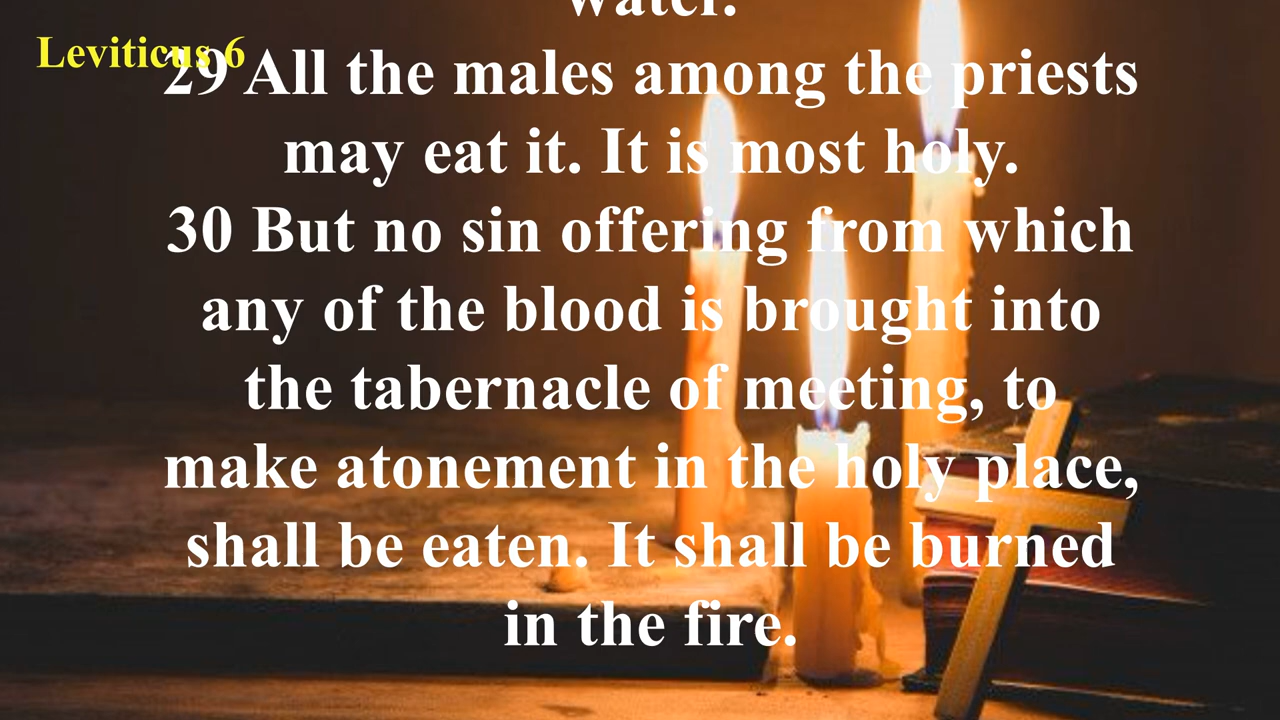 water.
Leviticus 6
29 All the males among the priests
may eat it. It is most holy.
30 But no sin offering from which
any of the blood is brought into
the tabernacle of meeting, to
make atonement in the holy place,
shall be eaten. It shall be burned
in the fire.